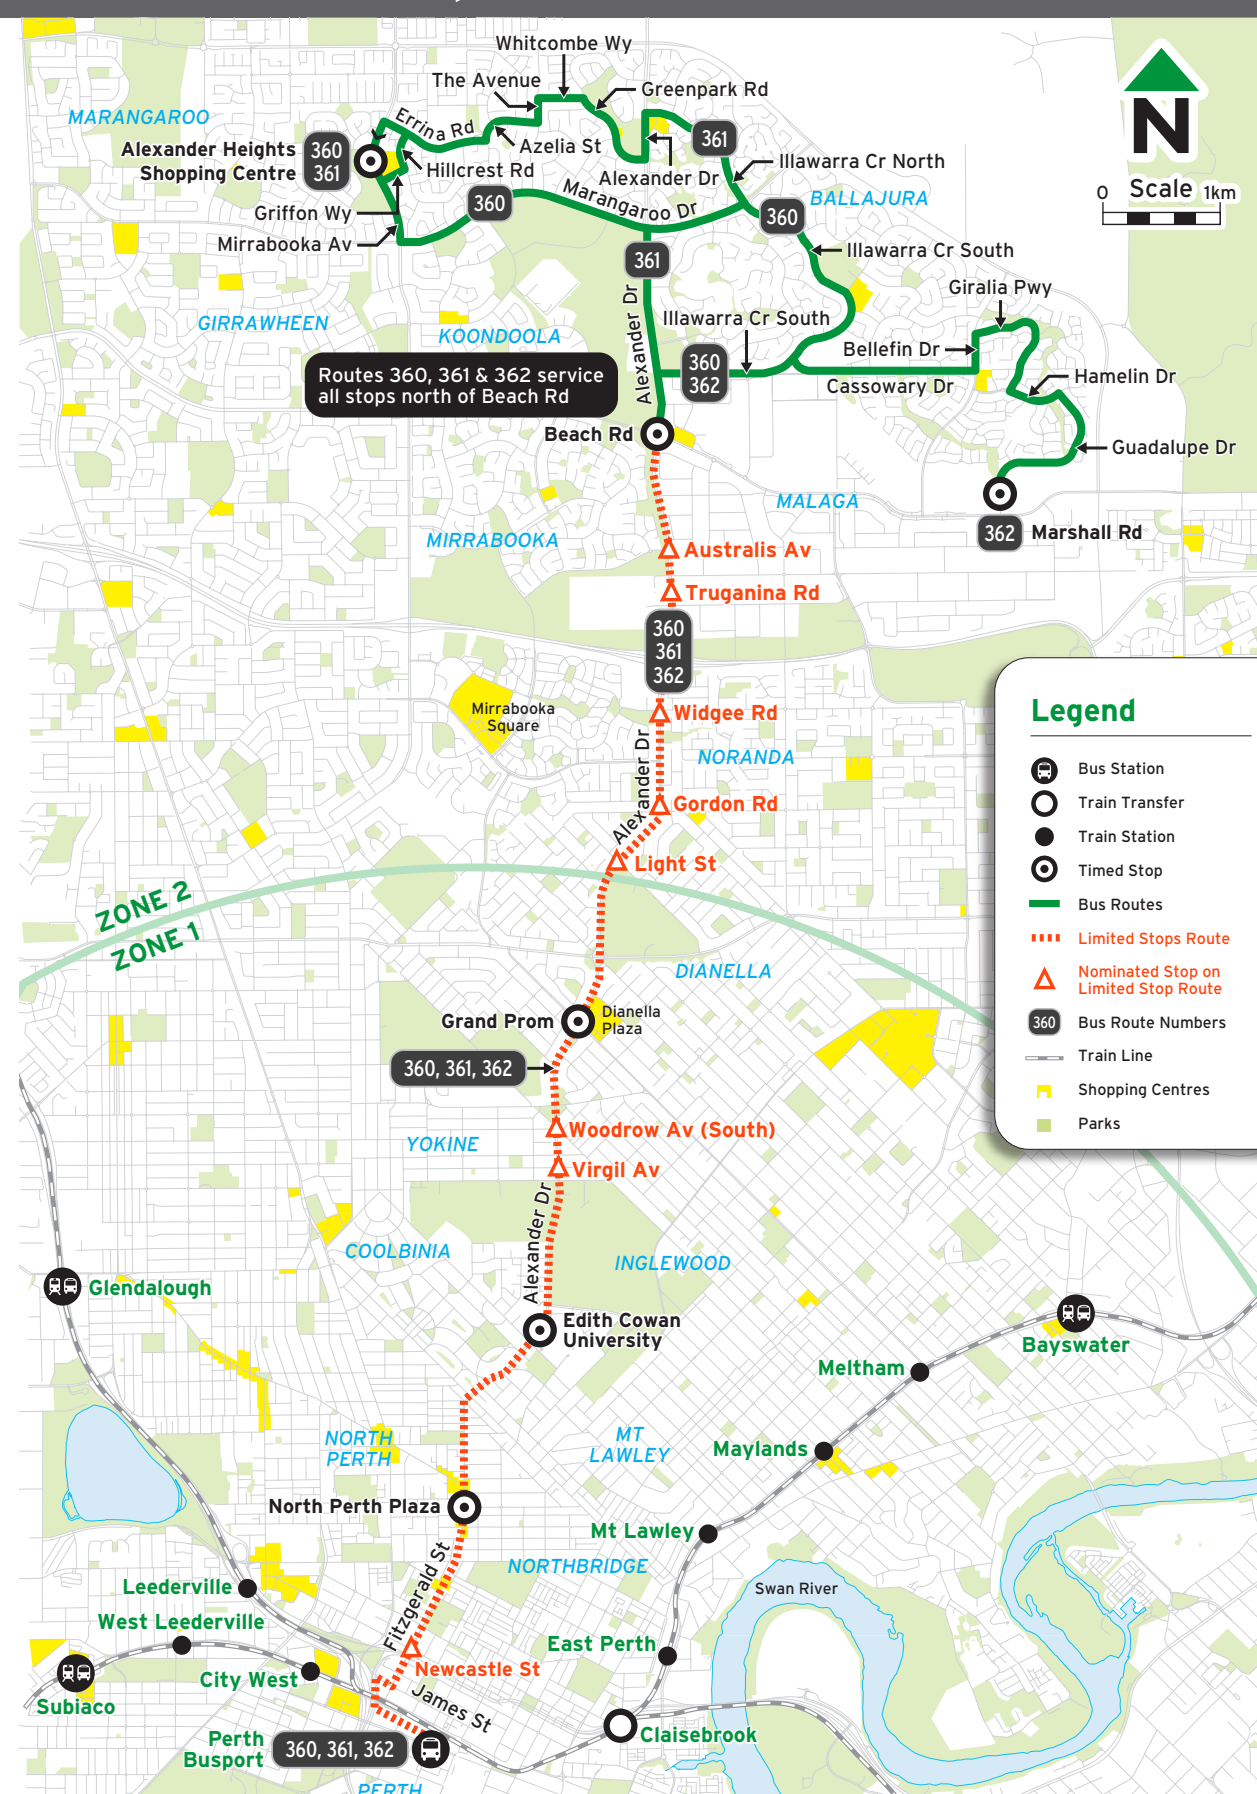 Whitcombe Wy
The Avenue
Greenpark Rd
MARANGAROO
Errina Rd
Azelia St
361
Alexander Heights
Shopping Centre
360
361
Hillcrest Rd
Alexander Dr
Illawarra Cr North
N
0 Scale 1km
Griffon Wy
360
Marangaroo Dr
360
BALLAJURA
Mirrabooka Av
361
Illawarra Cr South
Giralia Pwy
GIRRAWHEEN
KOONDOOLA
Alexander Dr
Illawarra Cr South
Bellefin Dr
Routes 360, 361 & 362 service
all stops north of Beach Rd
360
362
Cassowary Dr
Hamelin Dr
Beach Rd
Guadalupe Dr
MALAGA
362
Marshall Rd
MIRRABOOKA
Australis Av
Truganina Rd
360
361
362
Mirrabooka
Square
Widgee Rd
Alexander Dr
NORANDA
Gordon Rd
Light St
ZONE 2
ZONE 1
DIANELLA
Grand Prom
Dianella
Plaza
360, 361, 362
YOKINE
Woodrow Av (South)
Virgil Av
Alexander Dr
COOLBINIA
INGLEWOOD
Glendalough
Edith Cowan
University
Bayswater
Meltham
NORTH
PERTH
MT
LAWLEY
Maylands
North Perth Plaza
Mt Lawley
Fitzgerald St
NORTHBRIDGE
Swan River
Leederville
West Leederville
East Perth
City West
Newcastle St
Subiaco
James St
Claisebrook
Perth
Busport
360, 361, 362
PERTH
Legend
Bus Station
Train Transfer
Train Station
Timed Stop
Bus Routes
Limited Stops Route
Nominated Stop on
Limited Stop Route
360
Bus Route Numbers
Train Line
Shopping Centres
Parks